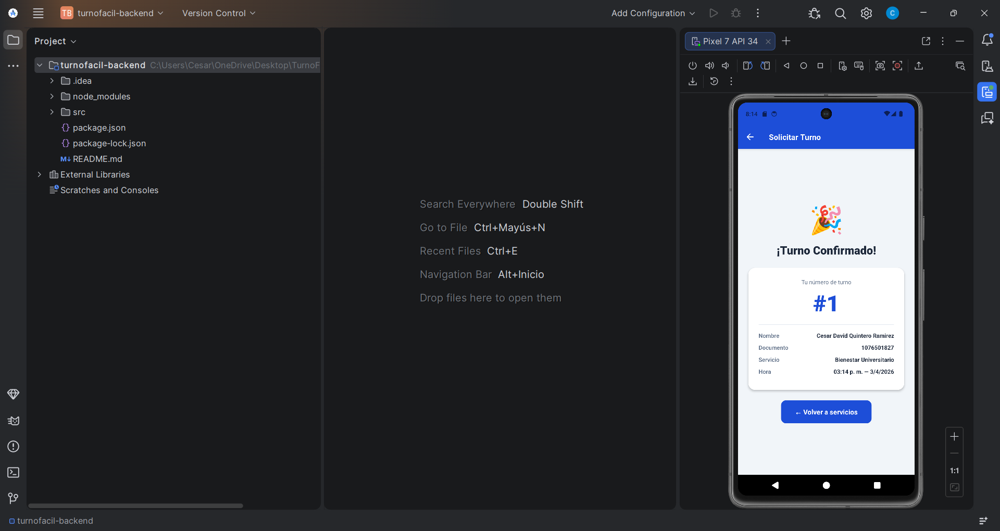 TB turnofacil-backend Version Control Add Configuration C
Project
turnofacil-backend C:\Users\Cesar\OneDrive\Desktop\TurnoF
.idea
node_modules
src
package.json
package-lock.json
README.md
External Libraries
Scratches and Consoles
Search Everywhere Double Shift
Go to File Ctrl+Mayús+N
Recent Files Ctrl+E
Navigation Bar Alt+Inicio
Drop files here to open them
Pixel 7 API 34
8:14
Solicitar Turno
¡Turno Confirmado!
Tu número de turno
#1
Nombre Cesar David Quintero Ramirez
Documento 1076501827
Servicio Bienestar Universitario
Hora 03:14 p. m. — 3/4/2026
← Volver a servicios
1:1
turnofacil-backend